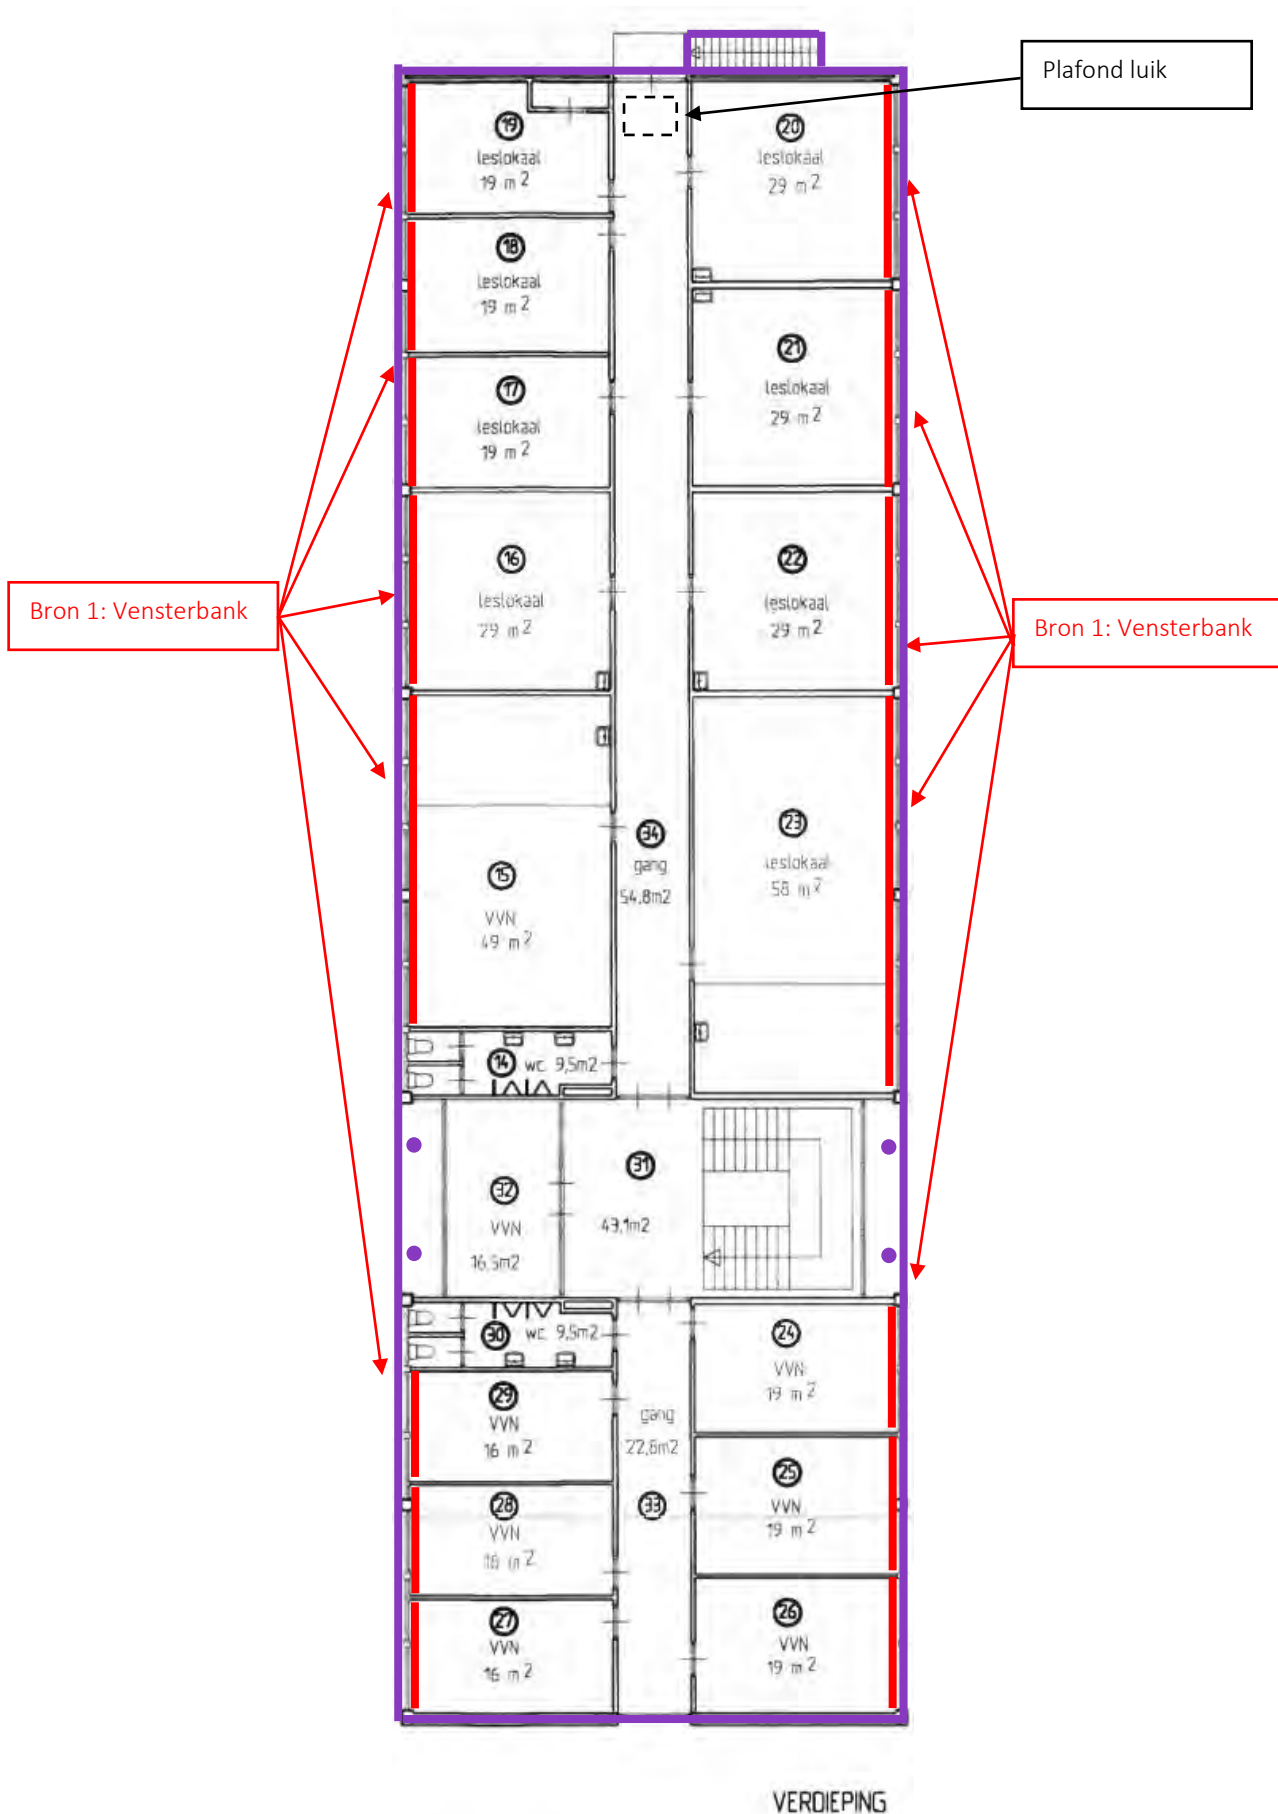 Plafond luik
19
leslokaal
19 m2
20
leslokaal
29 m2
18
leslokaal
19 m2
21
leslokaal
29 m2
17
leslokaal
19 m2
16
leslokaal
29 m2
22
leslokaal
29 m2
Bron 1: Vensterbank
Bron 1: Vensterbank
34
gang
54,8m2
23
leslokaal
58 m2
15
VVN
49 m2
14 wc 9,5m2
31
43,1m2
32
VVN
16,5m2
30 wc 9,5m2
24
VVN
19 m2
29
VVN
16 m2
gang
22,6m2
33
25
VVN
19 m2
28
VVN
16 m2
26
VVN
19 m2
27
VVN
16 m2
VERDIEPING